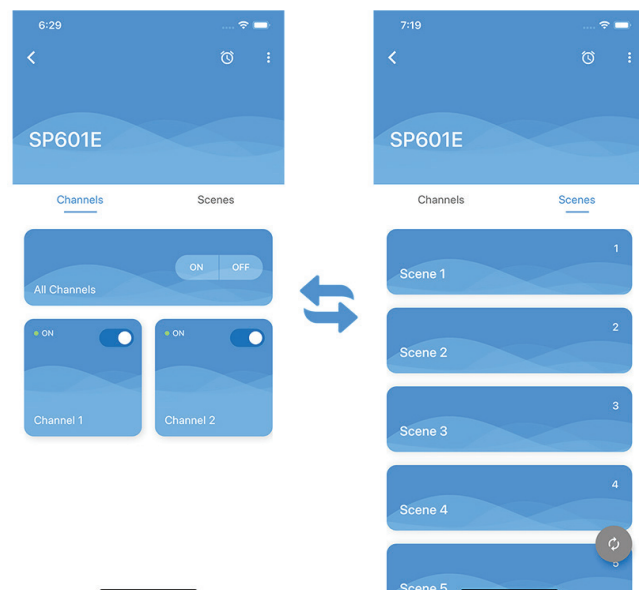 6:29
SP601E
Channels Scenes
ON OFF
All Channels
ON
ON
Channel 1
Channel 2
7:19
SP601E
Channels Scenes
1
Scene 1
2
Scene 2
3
Scene 3
4
Scene 4
5
Scene 5